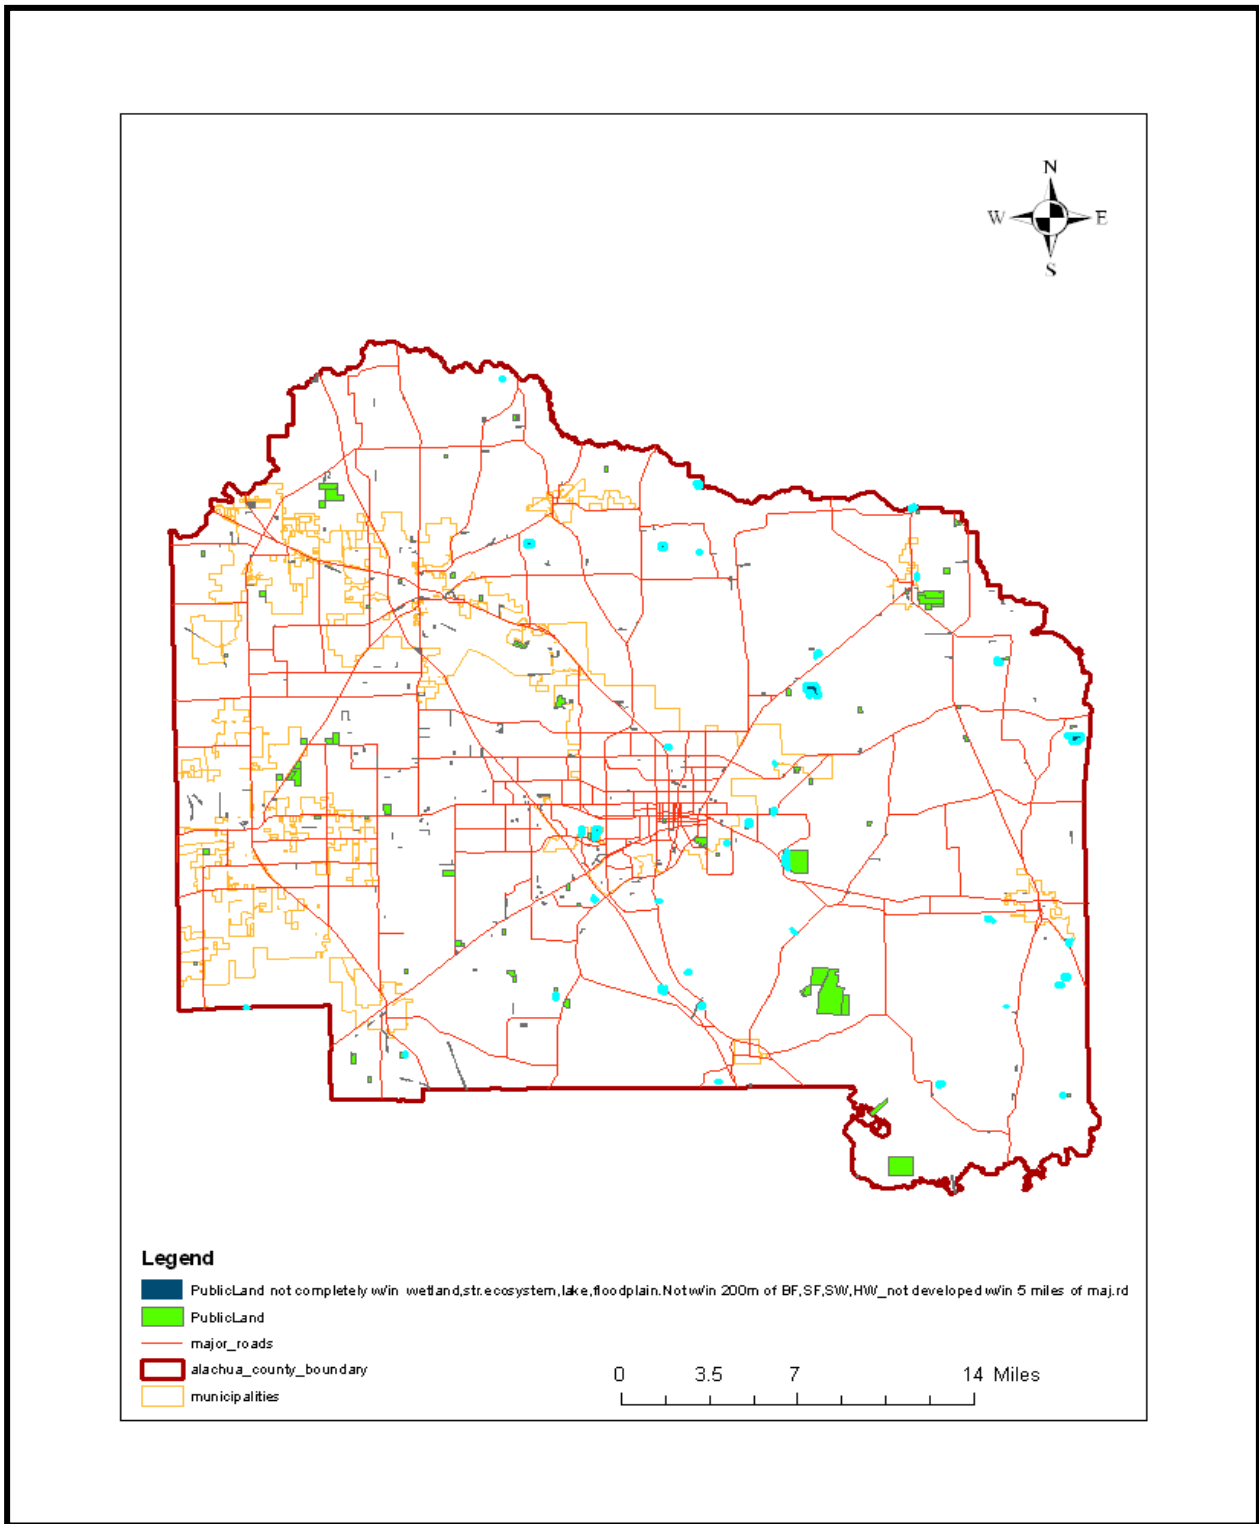 N
W E
S
Legend
PublicLand not completely w/in wetland,str.ecosystem,lake,floodplain.Notw/in 200m of BF,SF,SW,HW_not developed w/in 5 miles of maj.rd
PublicLand
major_roads
alachua_county_boundary
municipalities
0 3.5 7 14 Miles